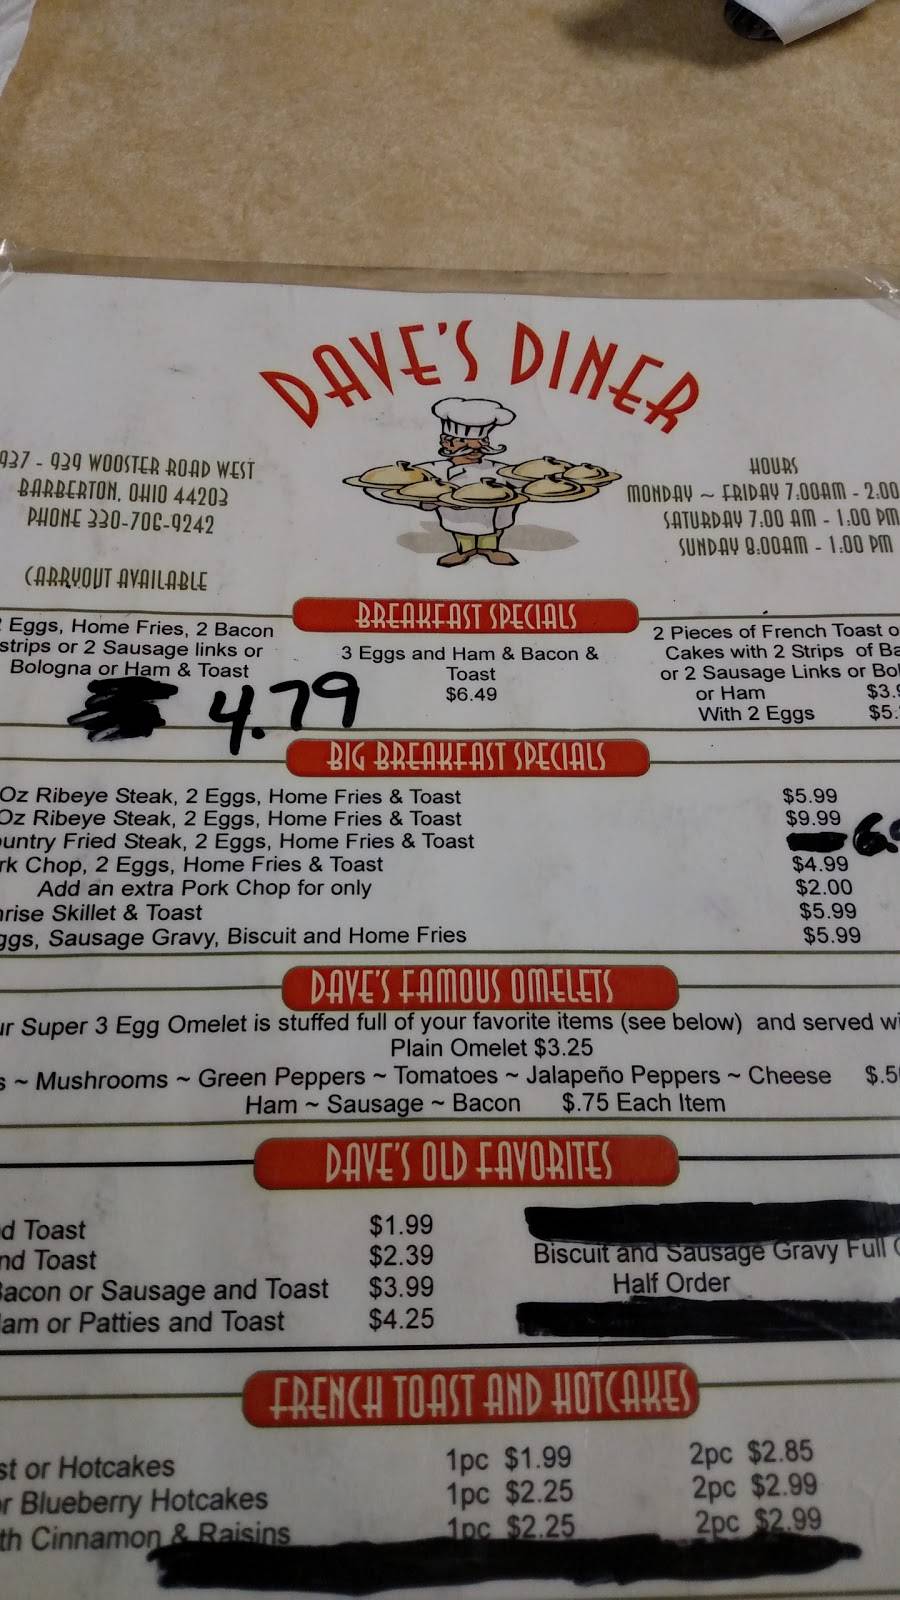 DAVE'S DINER
937 - 939 WOOSTER ROAD WEST
BARBERTON, OHIO 44203
PHONE 330-706-9242
CARRYOUT AVAILABLE
HOURS
MONDAY ~ FRIDAY 7:00AM - 2:00
SATURDAY 7:00 AM - 1:00 PM
SUNDAY 8:00AM - 1:00 PM
BREAKFAST SPECIALS
Eggs, Home Fries, 2 Bacon
strips or 2 Sausage links or
Bologna or Ham & Toast
4.79
3 Eggs and Ham & Bacon &
Toast
$6.49
2 Pieces of French Toast o
Cakes with 2 Strips of Ba
or 2 Sausage Links or Bol
or Ham $3.
With 2 Eggs $5.
BIG BREAKFAST SPECIALS
Oz Ribeye Steak, 2 Eggs, Home Fries & Toast $5.99
Oz Ribeye Steak, 2 Eggs, Home Fries & Toast $9.99
ountry Fried Steak, 2 Eggs, Home Fries & Toast 6.
rk Chop, 2 Eggs, Home Fries & Toast $4.99
Add an extra Pork Chop for only $2.00
nrise Skillet & Toast $5.99
ggs, Sausage Gravy, Biscuit and Home Fries $5.99
DAVE'S FAMOUS OMELETS
ur Super 3 Egg Omelet is stuffed full of your favorite items (see below) and served wi
Plain Omelet $3.25
s ~ Mushrooms ~ Green Peppers ~ Tomatoes ~ Jalapeño Peppers ~ Cheese $.5
Ham ~ Sausage ~ Bacon $.75 Each Item
DAVE'S OLD FAVORITES
d Toast $1.99
nd Toast $2.39
Bacon or Sausage and Toast $3.99
am or Patties and Toast $4.25
Biscuit and Sausage Gravy Full
Half Order
FRENCH TOAST AND HOTCAKES
st or Hotcakes 1pc $1.99 2pc $2.85
or Blueberry Hotcakes 1pc $2.25 2pc $2.99
th Cinnamon & Raisins 1pc $2.25 2pc $2.99